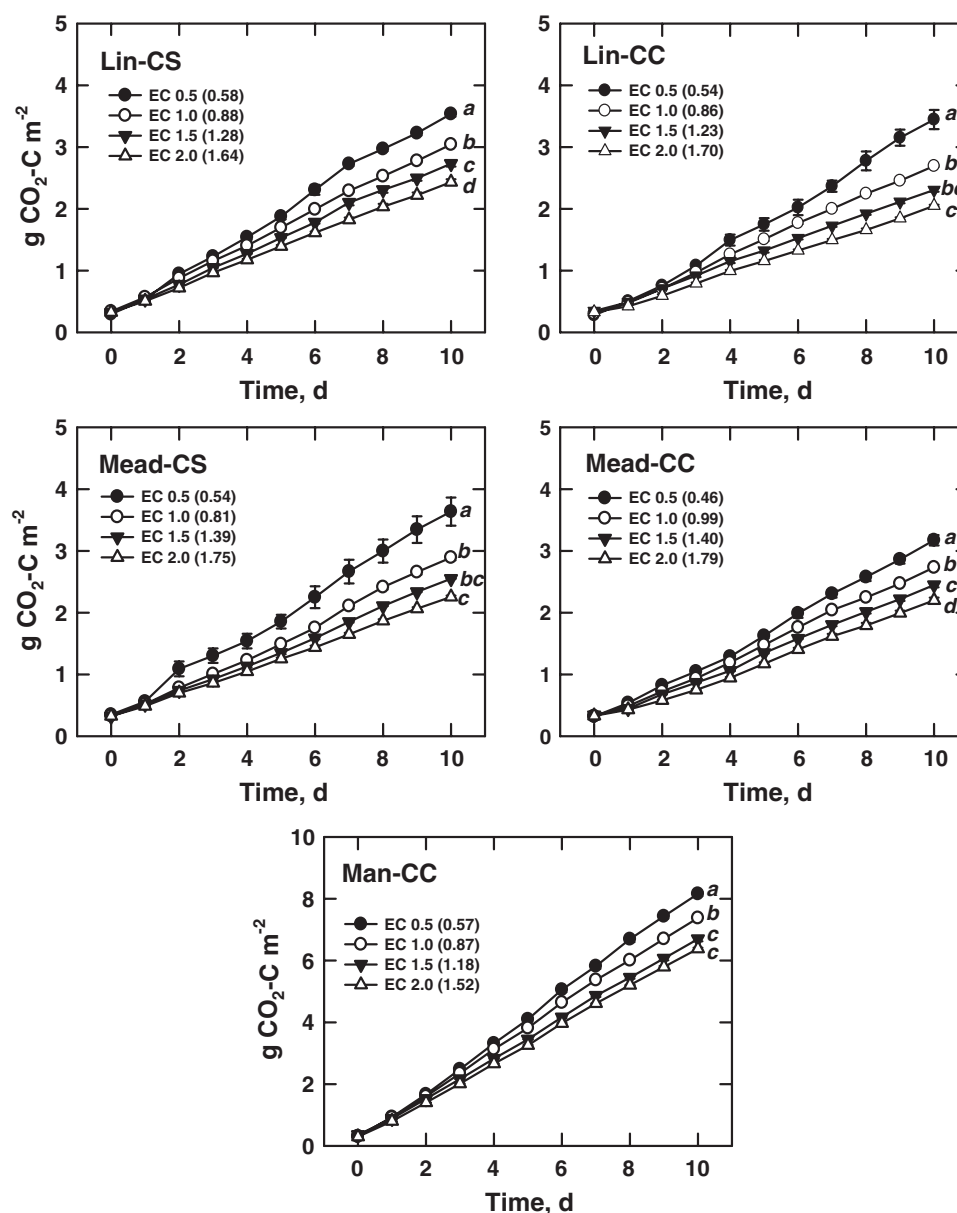 Lin-CS
EC 0.5 (0.58)
EC 1.0 (0.88)
EC 1.5 (1.28)
EC 2.0 (1.64)
a
b
c
d
5
4
3
2
1
0
g CO₂-C m⁻²
0 2 4 6 8 10
Time, d
Lin-CC
EC 0.5 (0.54)
EC 1.0 (0.86)
EC 1.5 (1.23)
EC 2.0 (1.70)
a
b
bc
c
5
4
3
2
1
0
0 2 4 6 8 10
Time, d
Mead-CS
EC 0.5 (0.54)
EC 1.0 (0.81)
EC 1.5 (1.39)
EC 2.0 (1.75)
a
b
bc
c
5
4
3
2
1
0
g CO₂-C m⁻²
0 2 4 6 8 10
Time, d
Mead-CC
EC 0.5 (0.46)
EC 1.0 (0.99)
EC 1.5 (1.40)
EC 2.0 (1.79)
a
b
c
d
5
4
3
2
1
0
0 2 4 6 8 10
Time, d
Man-CC
EC 0.5 (0.57)
EC 1.0 (0.87)
EC 1.5 (1.18)
EC 2.0 (1.52)
a
b
c
c
10
8
6
4
2
0
g CO₂-C m⁻²
0 2 4 6 8 10
Time, d